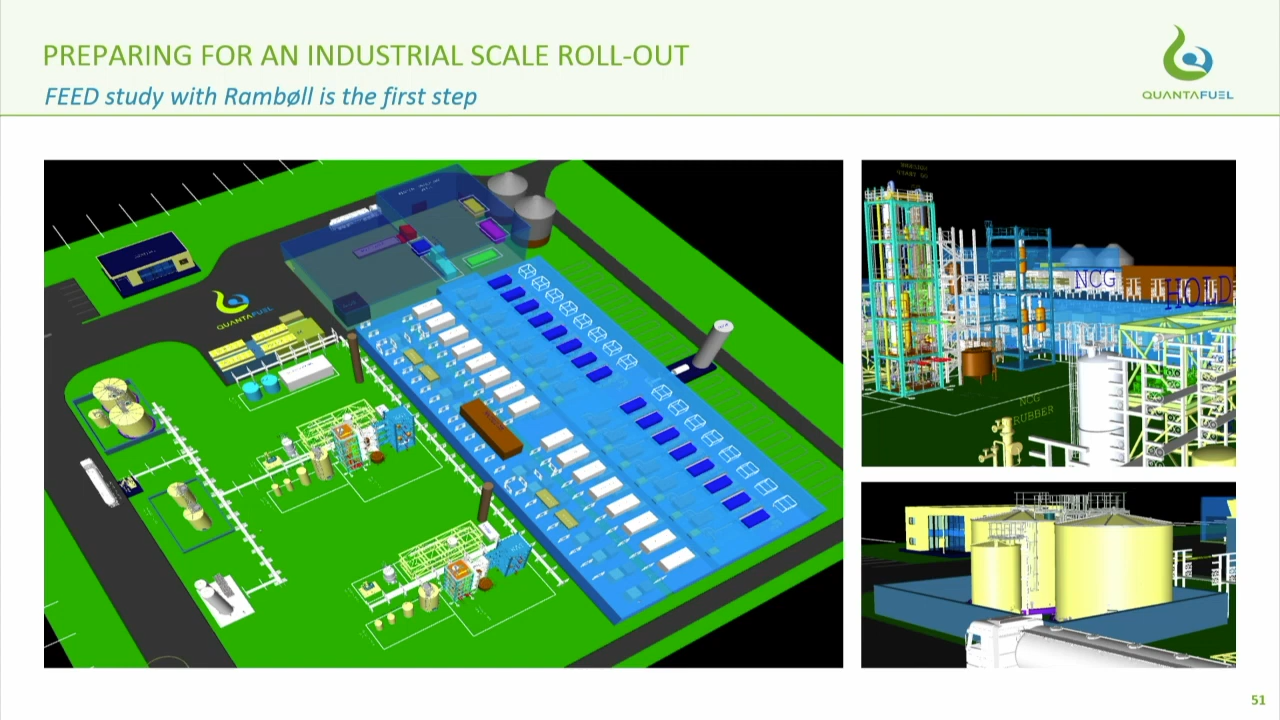 PREPARING FOR AN INDUSTRIAL SCALE ROLL-OUT
FEED study with Rambøll is the first step
QUANTAFUEL
QUANTAFUEL
NCG
HOLD
NCG
51